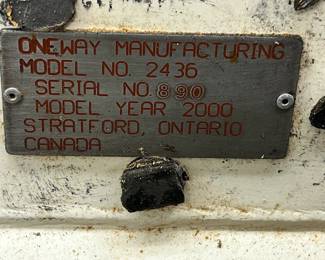 ONEWAY MANUFACTURING
MODEL NO. 2436
SERIAL NO. 890
MODEL YEAR 2000
STRATFORD, ONTARIO
CANADA